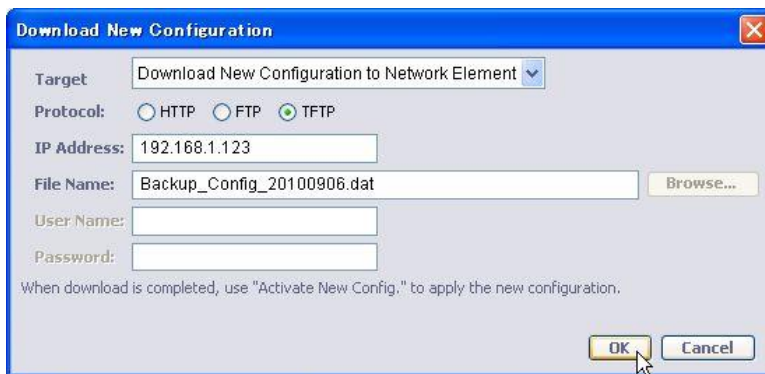 Download New Configuration
Target Download New Configuration to Network Element
Protocol: HTTP FTP TFTP
IP Address: 192.168.1.123
File Name: Backup_Config_20100906.dat Browse...
User Name:
Password:
When download is completed, use "Activate New Config." to apply the new configuration.
OK Cancel